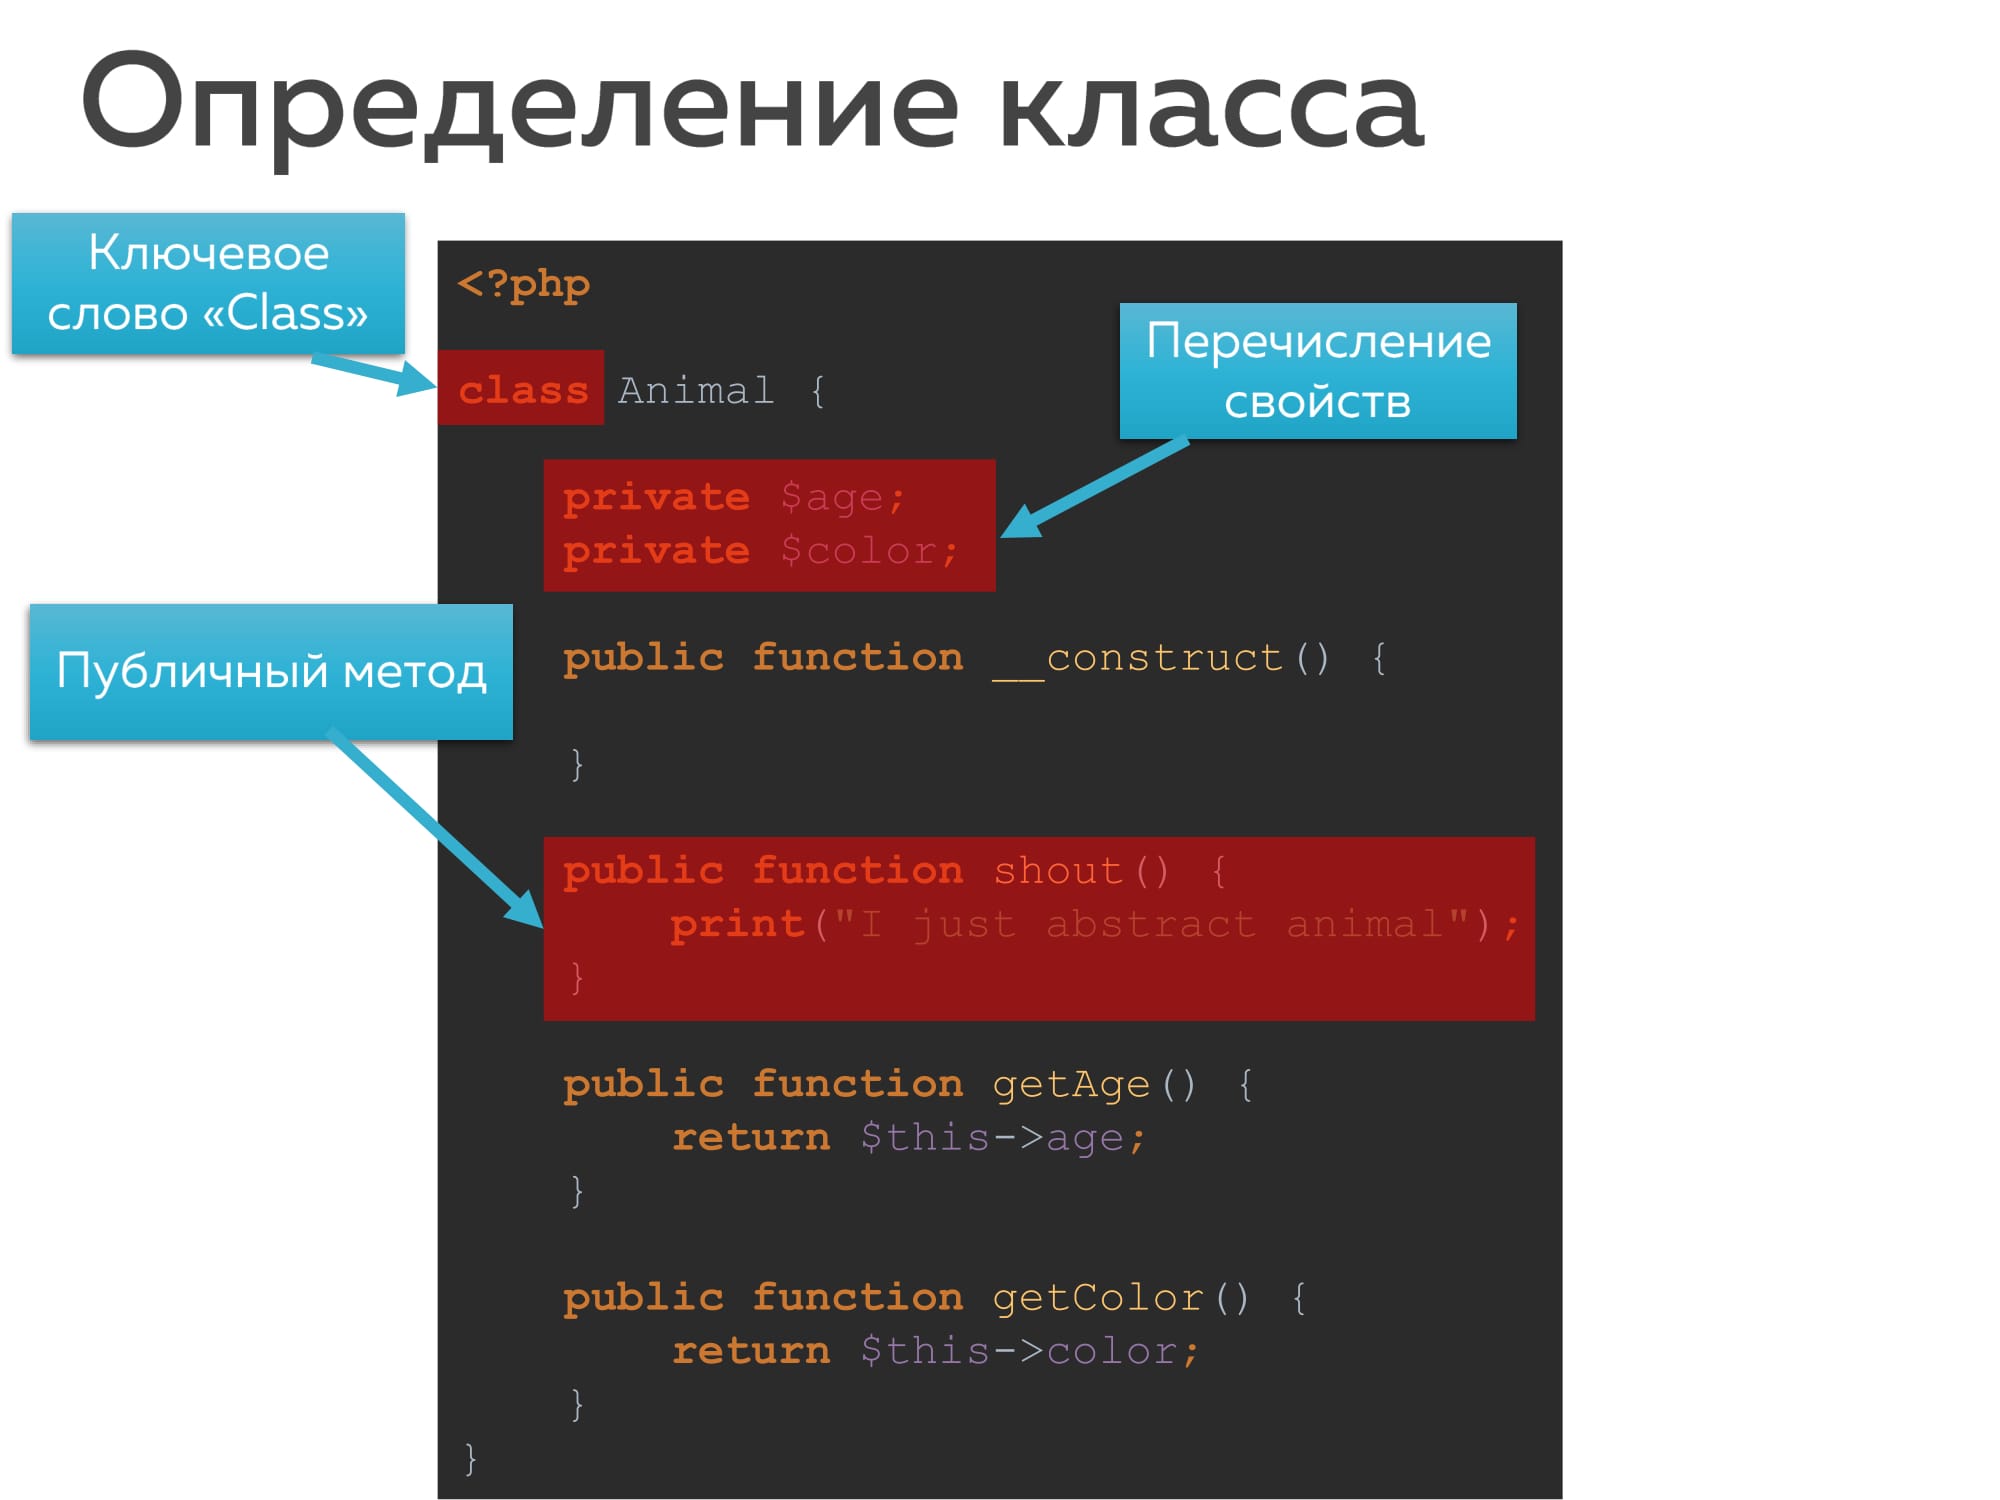 Определение класса
Ключевое
слово «Class»
<?php
class Animal {
Перечисление
свойств
private $age;
private $color;
Публичный метод
public function __construct() {
}
public function shout() {
print("I just abstract animal");
}
public function getAge() {
return $this->age;
}
public function getColor() {
return $this->color;
}
}